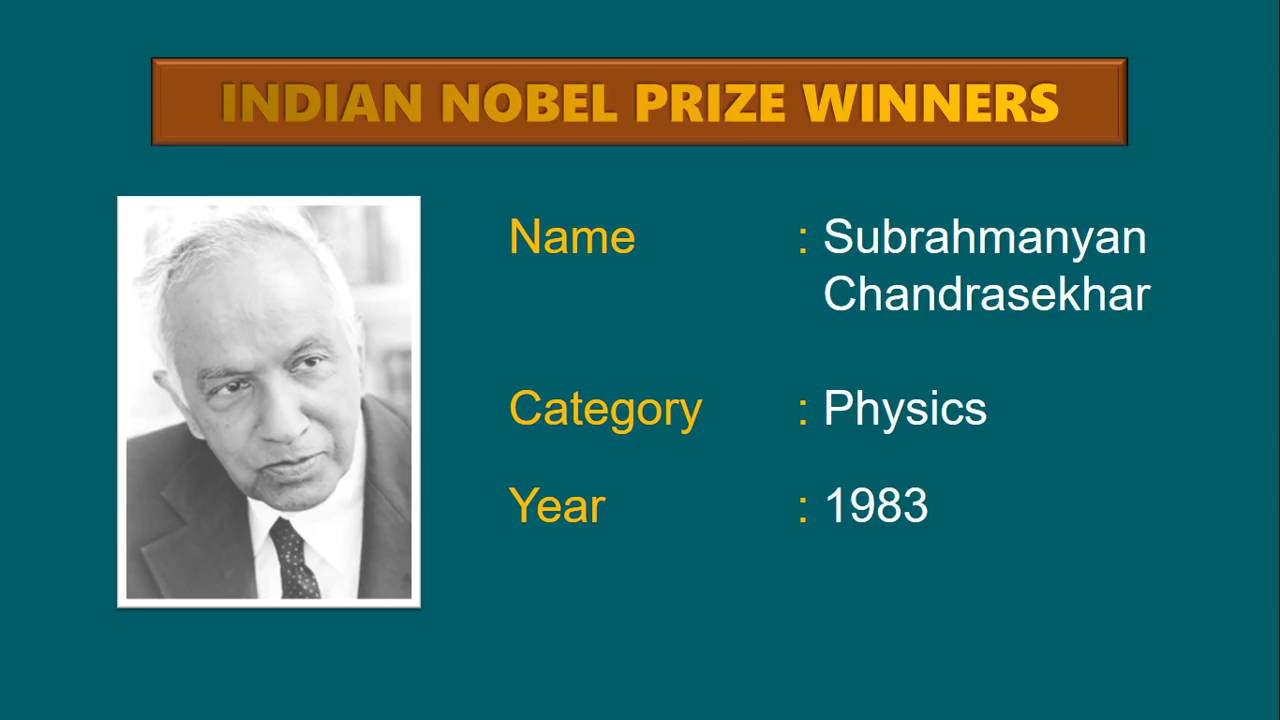 INDIAN NOBEL PRIZE WINNERS
Name : Subrahmanyan
Chandrasekhar
Category : Physics
Year : 1983